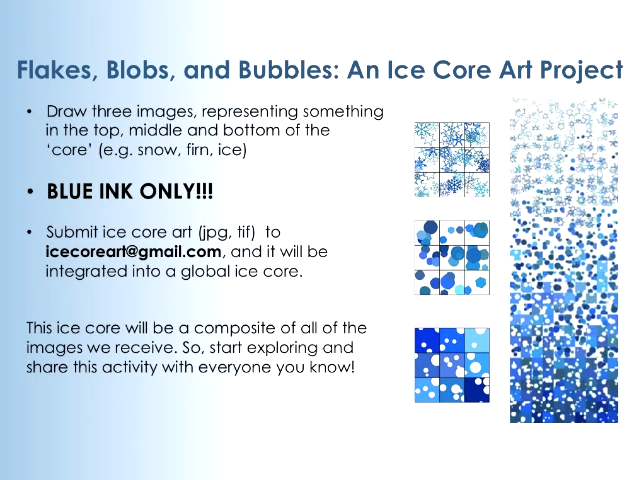 Flakes, Blobs, and Bubbles: An Ice Core Art Project
• Draw three images, representing something
in the top, middle and bottom of the
‘core’ (e.g. snow, firn, ice)
• BLUE INK ONLY!!!
• Submit ice core art (jpg, tif)  to
icecoreart@gmail.com, and it will be
integrated into a global ice core.
This ice core will be a composite of all of the
images we receive. So, start exploring and
share this activity with everyone you know!